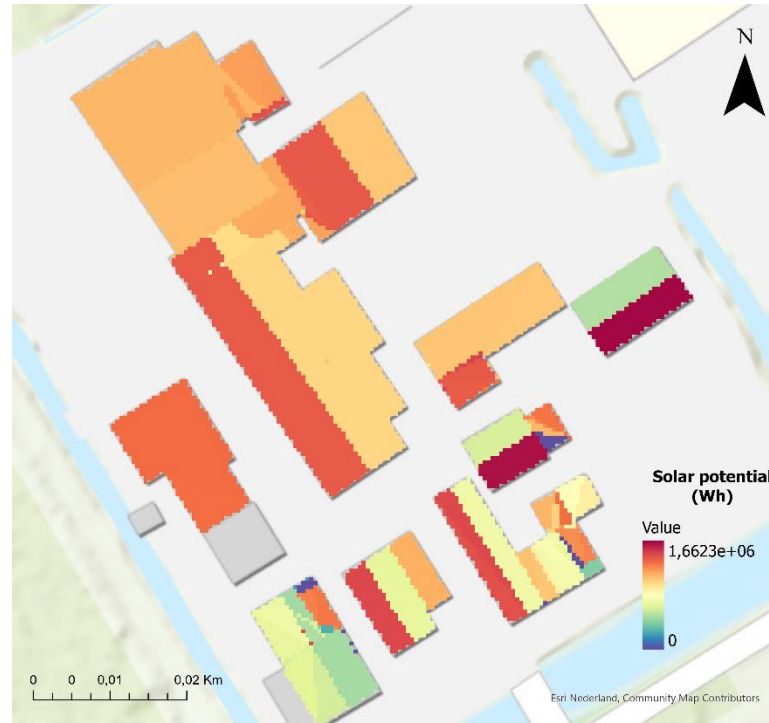 N
Solar potential
(Wh)
Value
1,6623e+06
0
0 0 0,01 0,02 Km
Esri Nederland, Community Map Contributors